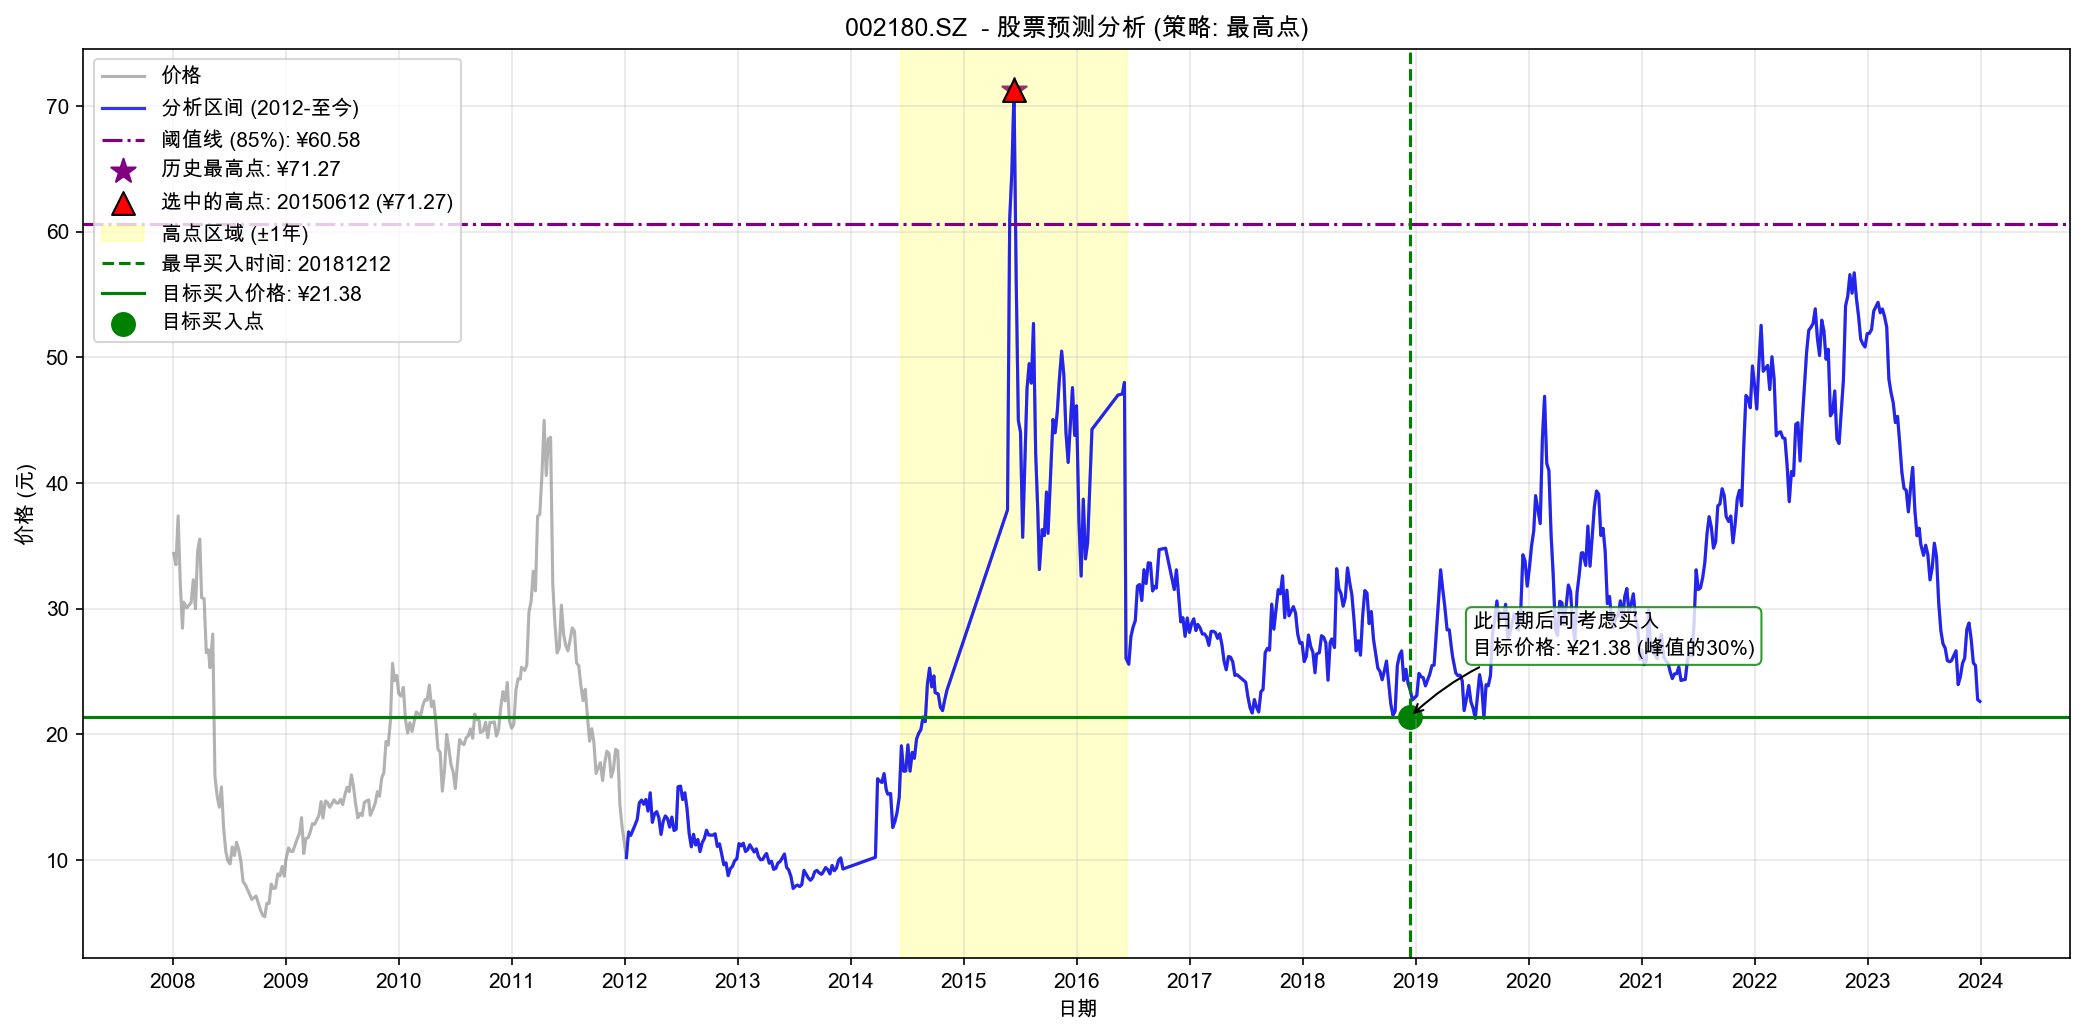 002180.SZ - 股票预测分析 (策略: 最高点)
价格
分析区间 (2012-至今)
阈值线 (85%): ¥60.58
历史最高点: ¥71.27
选中的高点: 20150612 (¥71.27)
高点区域 (±1年)
最早买入时间: 20181212
目标买入价格: ¥21.38
目标买入点
70
60
50
40
30
20
10
价格 (元)
此日期后可考虑买入
目标价格: ¥21.38 (峰值的30%)
2008 2009 2010 2011 2012 2013 2014 2015 2016 2017 2018 2019 2020 2021 2022 2023 2024
日期